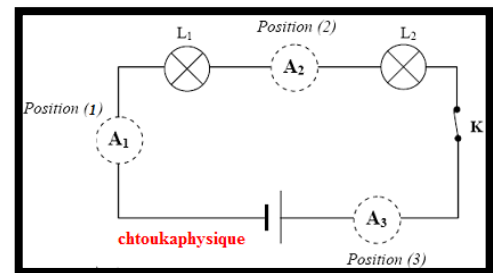 Position (2)
L1
L2
A2
Position (1)
A1
K
chtoukaphysique
A3
Position (3)